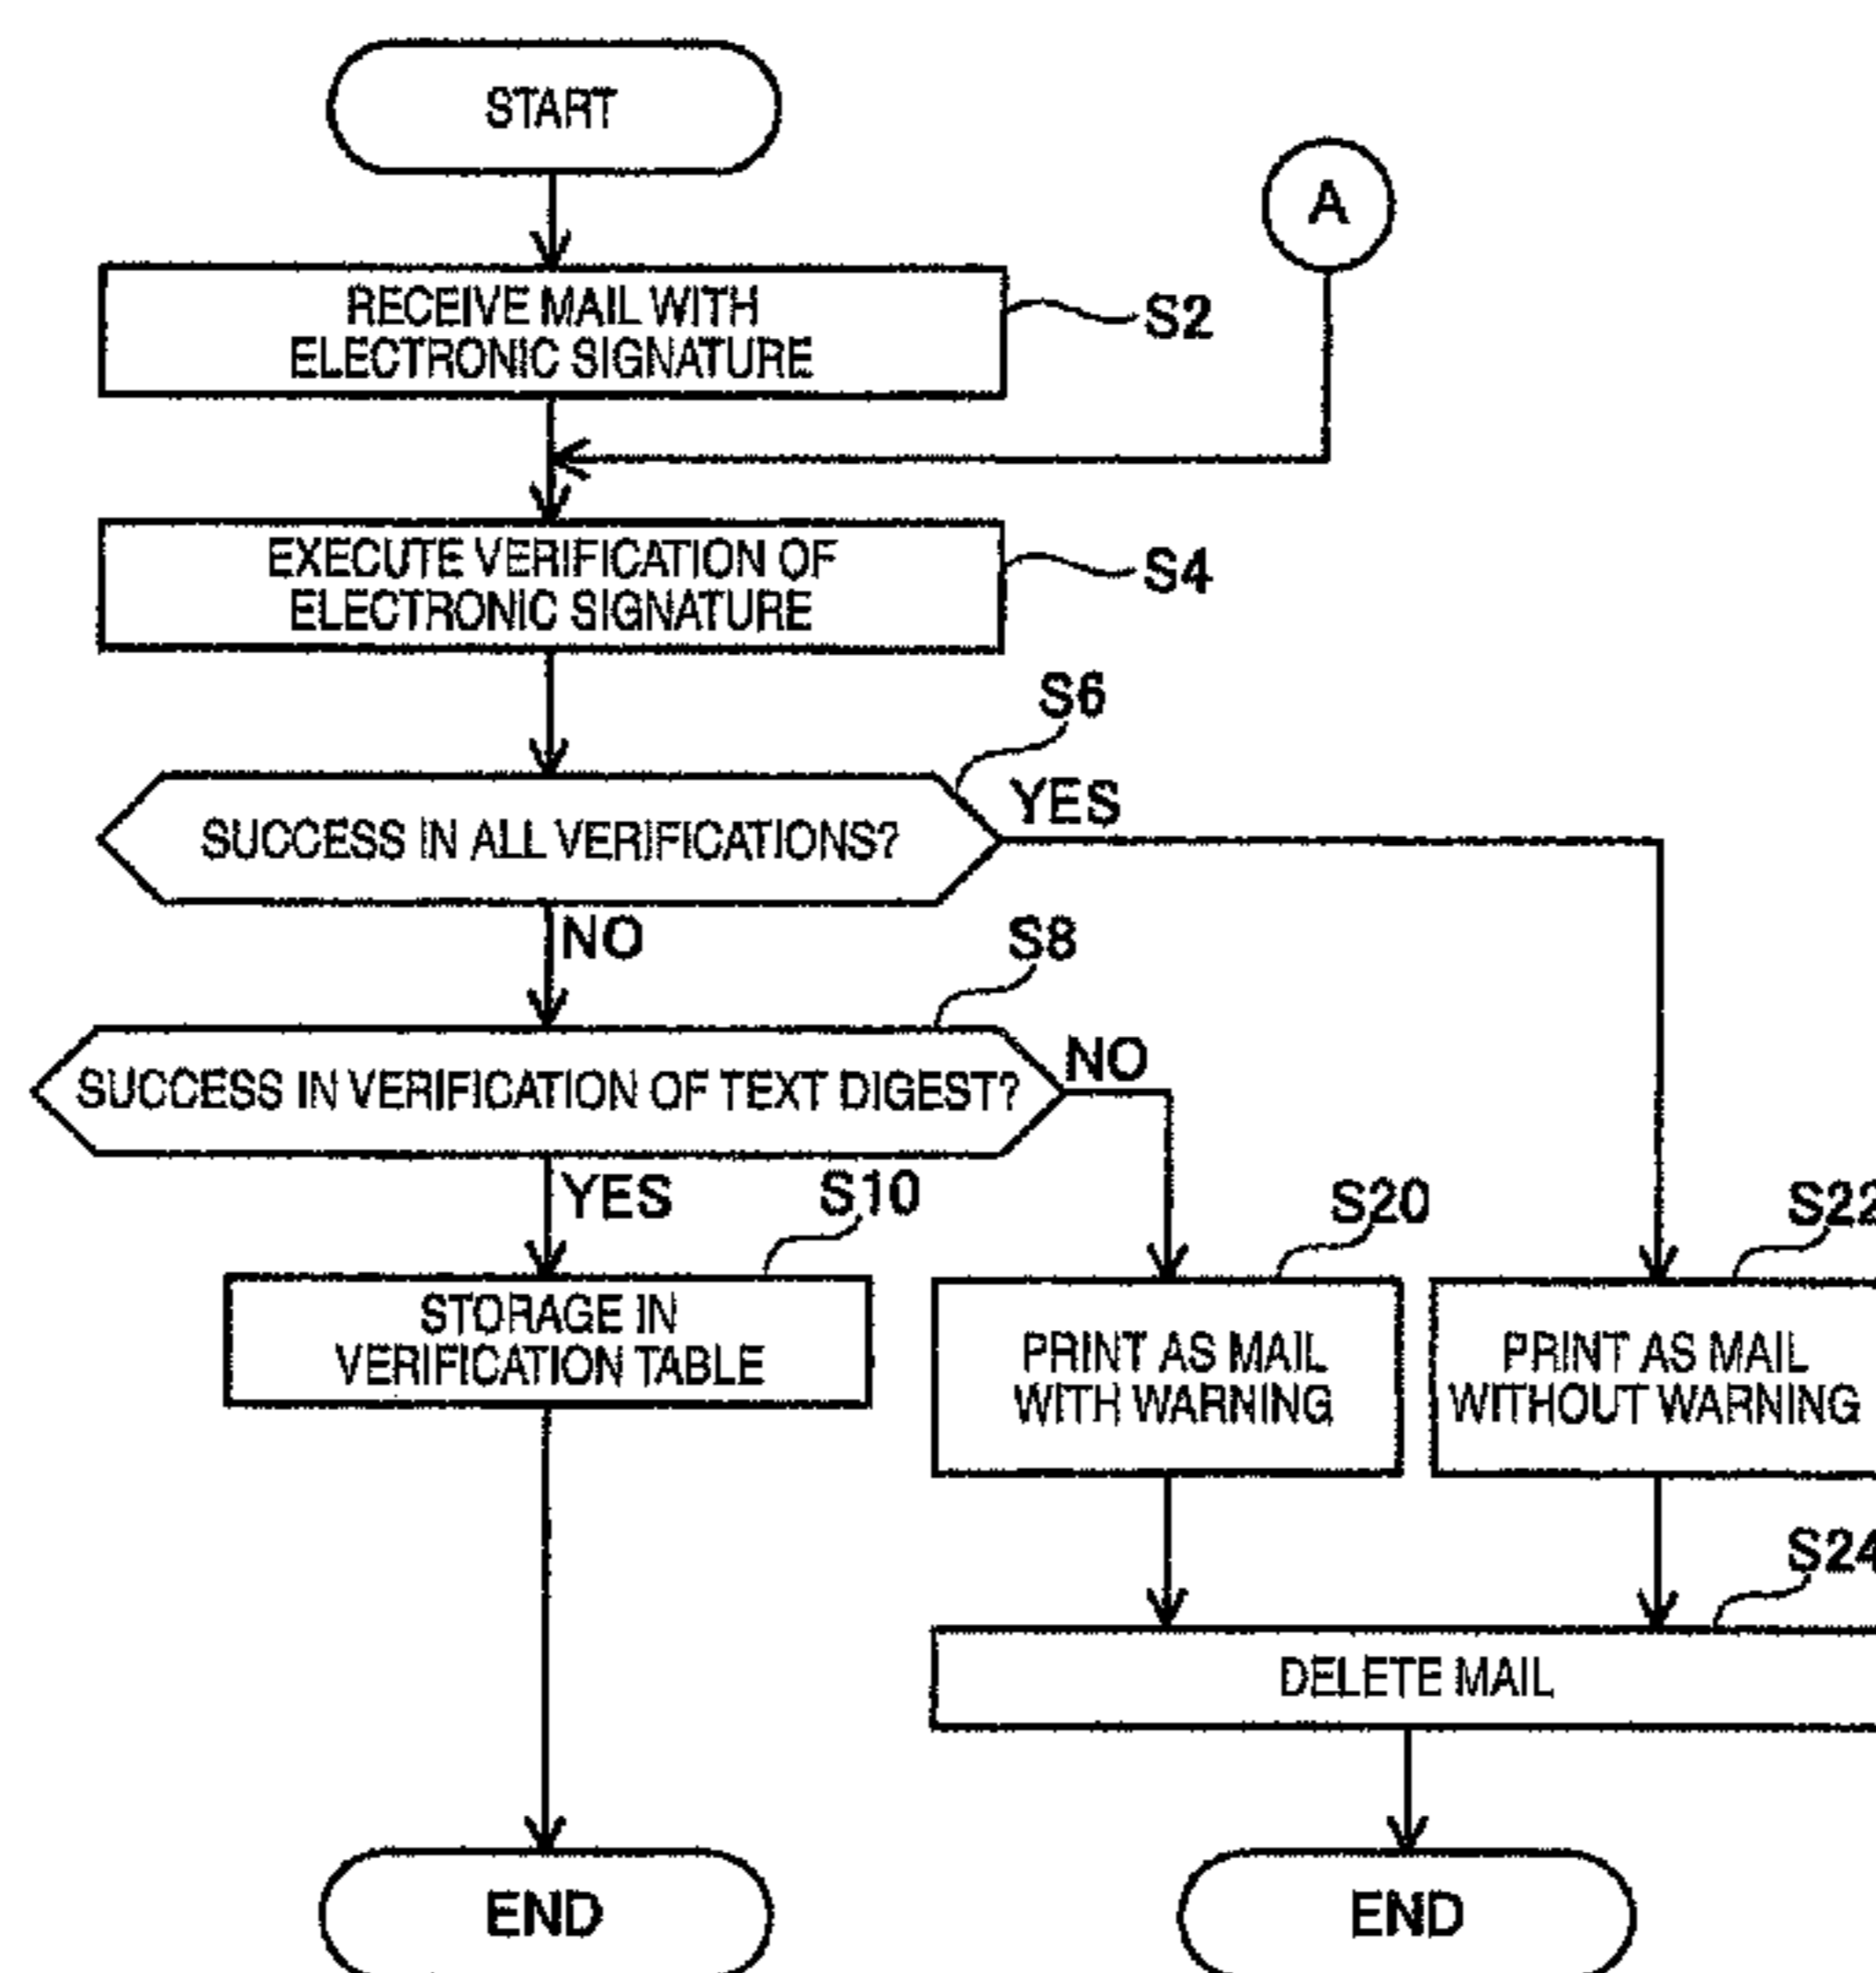 START
A
RECEIVE MAIL WITH
ELECTRONIC SIGNATURE
S2
EXECUTE VERIFICATION OF
ELECTRONIC SIGNATURE
S4
S6
SUCCESS IN ALL VERIFICATIONS?
YES
NO
S8
SUCCESS IN VERIFICATION OF TEXT DIGEST?
NO
YES
S10
S20
S22
STORAGE IN
VERIFICATION TABLE
PRINT AS MAIL
WITH WARNING
PRINT AS MAIL
WITHOUT WARNING
S24
DELETE MAIL
END
END